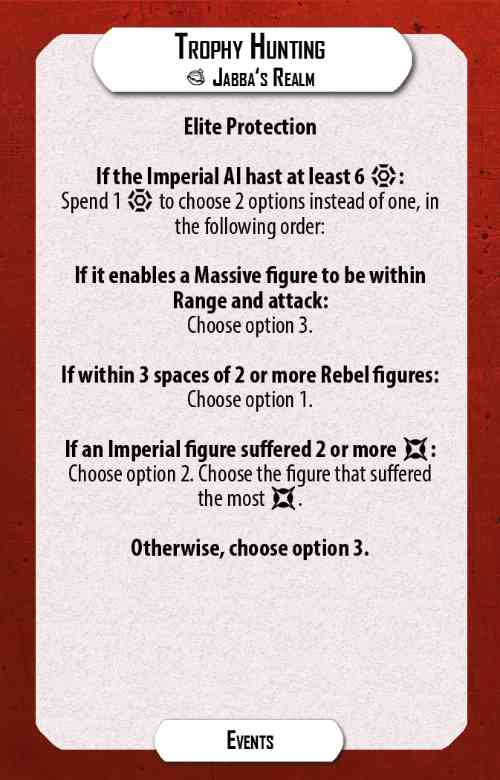 Trophy Hunting
Jabba's Realm
Elite Protection
If the Imperial AI hast at least 6 :
Spend 1 to choose 2 options instead of one, in
the following order:
If it enables a Massive figure to be within
Range and attack:
Choose option 3.
If within 3 spaces of 2 or more Rebel figures:
Choose option 1.
If an Imperial figure suffered 2 or more :
Choose option 2. Choose the figure that suffered
the most .
Otherwise, choose option 3.
Events